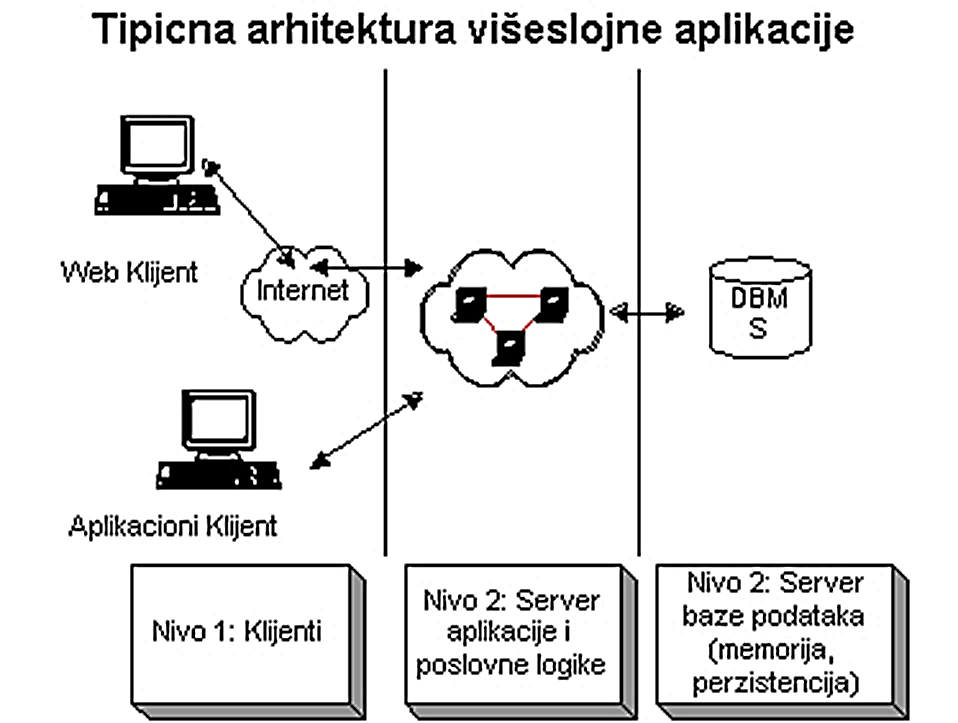 Tipicna arhitektura višeslojne aplikacije
Web Klijent
Internet
DBM
S
Aplikacioni Klijent
Nivo 1: Klijenti
Nivo 2: Server
aplikacije i
poslovne logike
Nivo 2: Server
baze podataka
(memorija,
perzistencija)